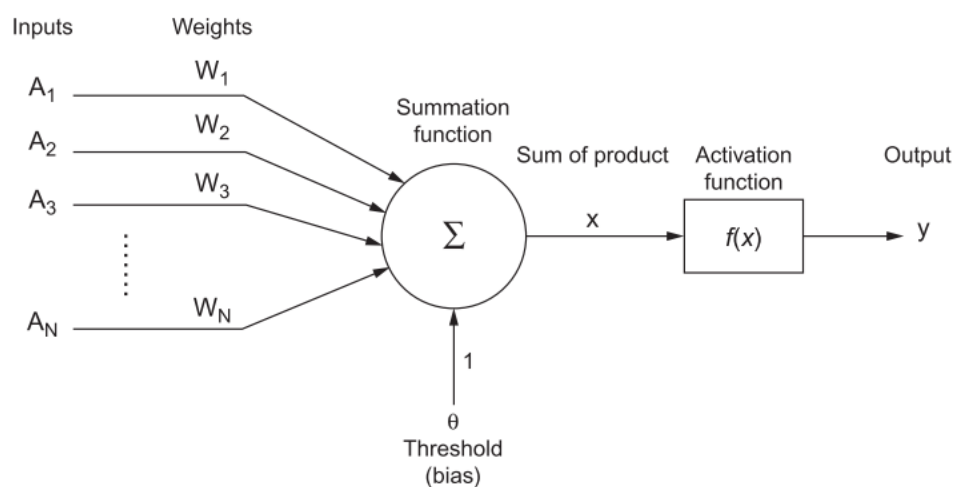 Inputs
Weights
A1
W1
A2
W2
A3
W3
AN
WN
Summation
function
Σ
Sum of product
x
Activation
function
f(x)
Output
y
1
θ
Threshold
(bias)